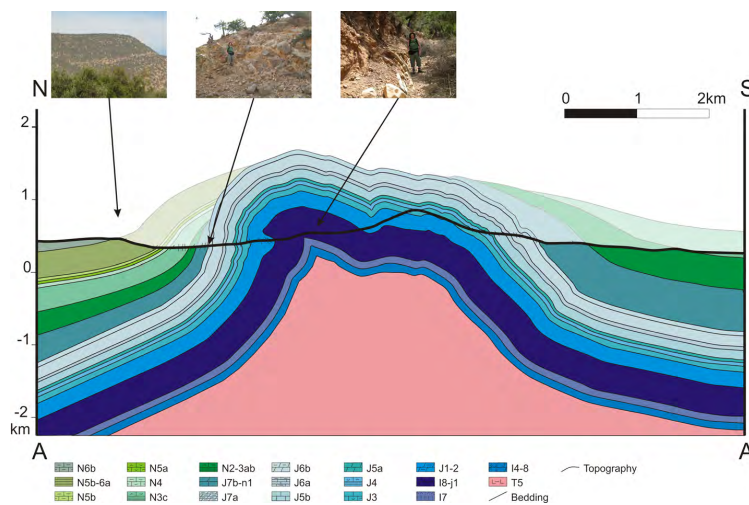 N S
0 1 2km
2
1
0
-1
-2
km
A A
N6b N5a N2-3ab J6b J5a J1-2 I4-8 Topography
N5b-6a N4 J7b-n1 J6a J4 I8-j1 T5 Bedding
N5b N3c J7a J5b J3 I7